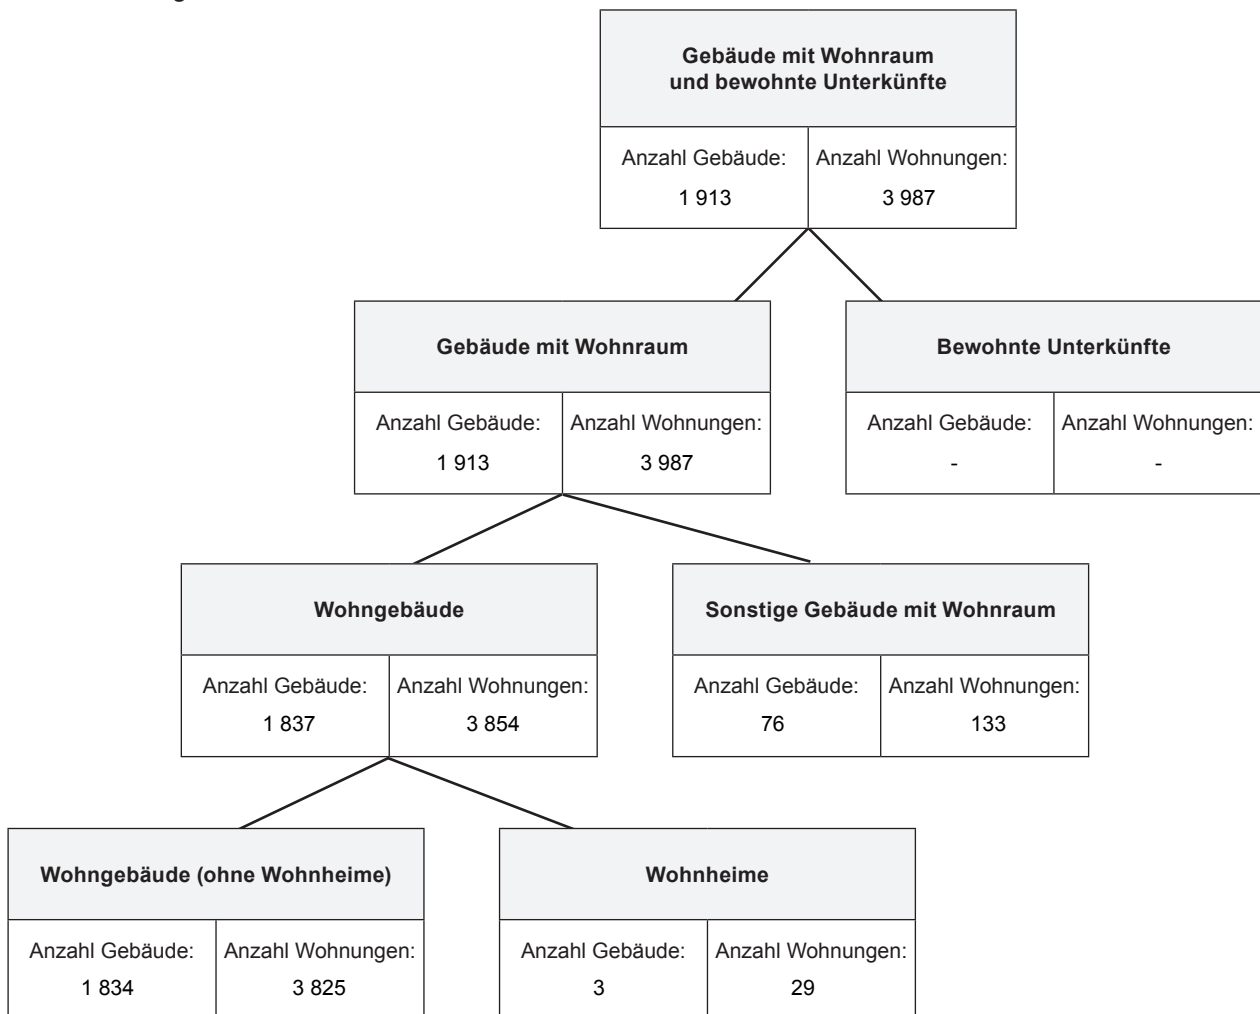 Gebäude mit Wohnraum
und bewohnte Unterkünfte
Anzahl Gebäude: Anzahl Wohnungen:
1 913 3 987
Gebäude mit Wohnraum
Anzahl Gebäude: Anzahl Wohnungen:
1 913 3 987
Bewohnte Unterkünfte
Anzahl Gebäude: Anzahl Wohnungen:
- -
Wohngebäude
Anzahl Gebäude: Anzahl Wohnungen:
1 837 3 854
Sonstige Gebäude mit Wohnraum
Anzahl Gebäude: Anzahl Wohnungen:
76 133
Wohngebäude (ohne Wohnheime)
Anzahl Gebäude: Anzahl Wohnungen:
1 834 3 825
Wohnheime
Anzahl Gebäude: Anzahl Wohnungen:
3 29